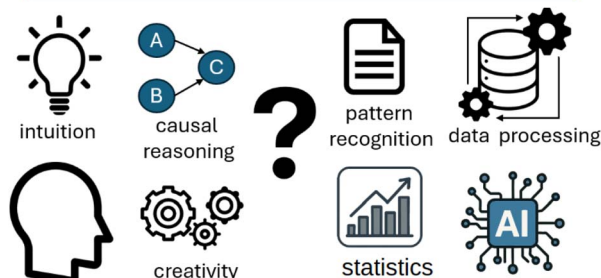 A
B
C
?
intuition
causal
reasoning
pattern
recognition
data processing
creativity
statistics
AI